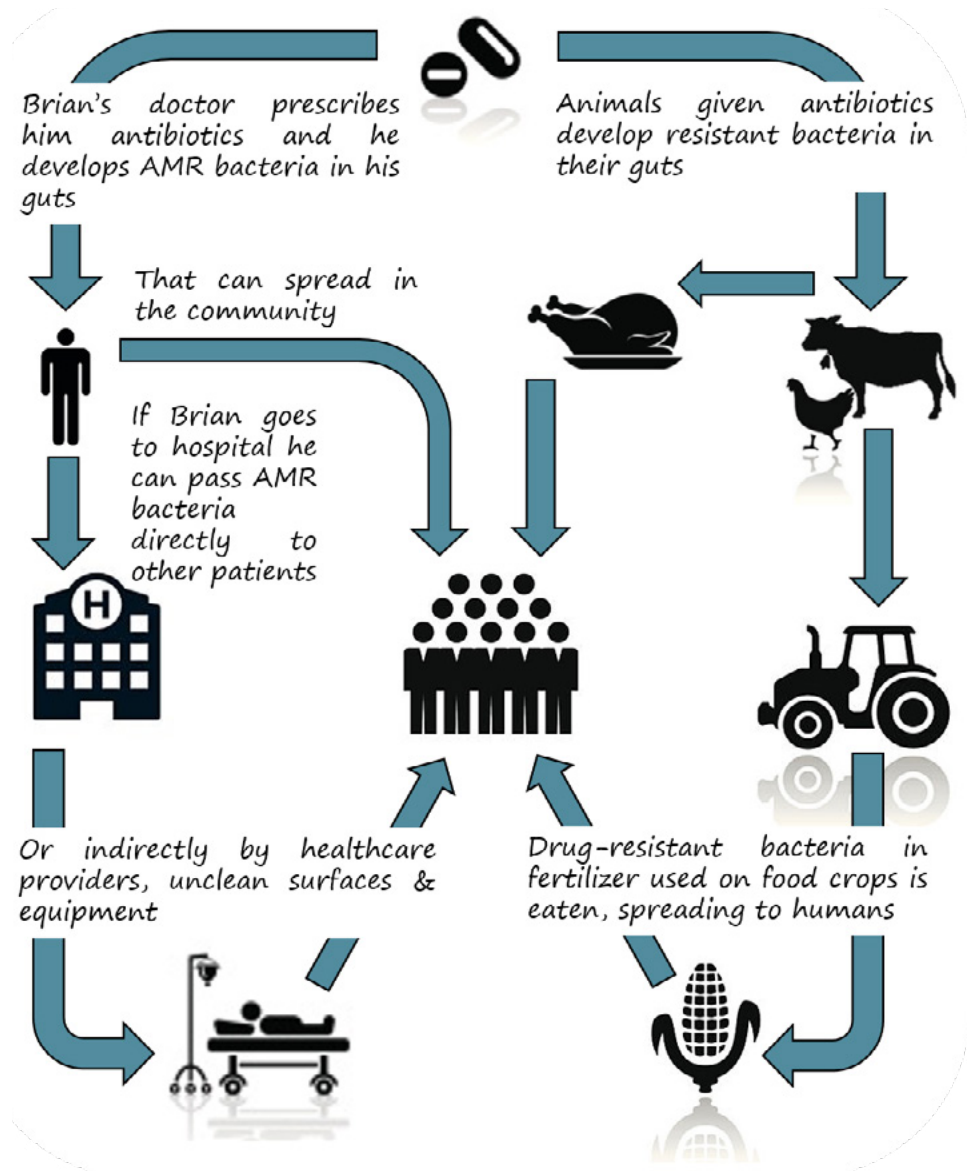 Brian's doctor prescribes
him antibiotics and he
develops AMR bacteria in his
guts
Animals given antibiotics
develop resistant bacteria in
their guts
That can spread in
the community
If Brian goes
to hospital he
can pass AMR
bacteria
directly to
other patients
H
Or indirectly by healthcare
providers, unclean surfaces &
equipment
Drug-resistant bacteria in
fertilizer used on food crops is
eaten, spreading to humans